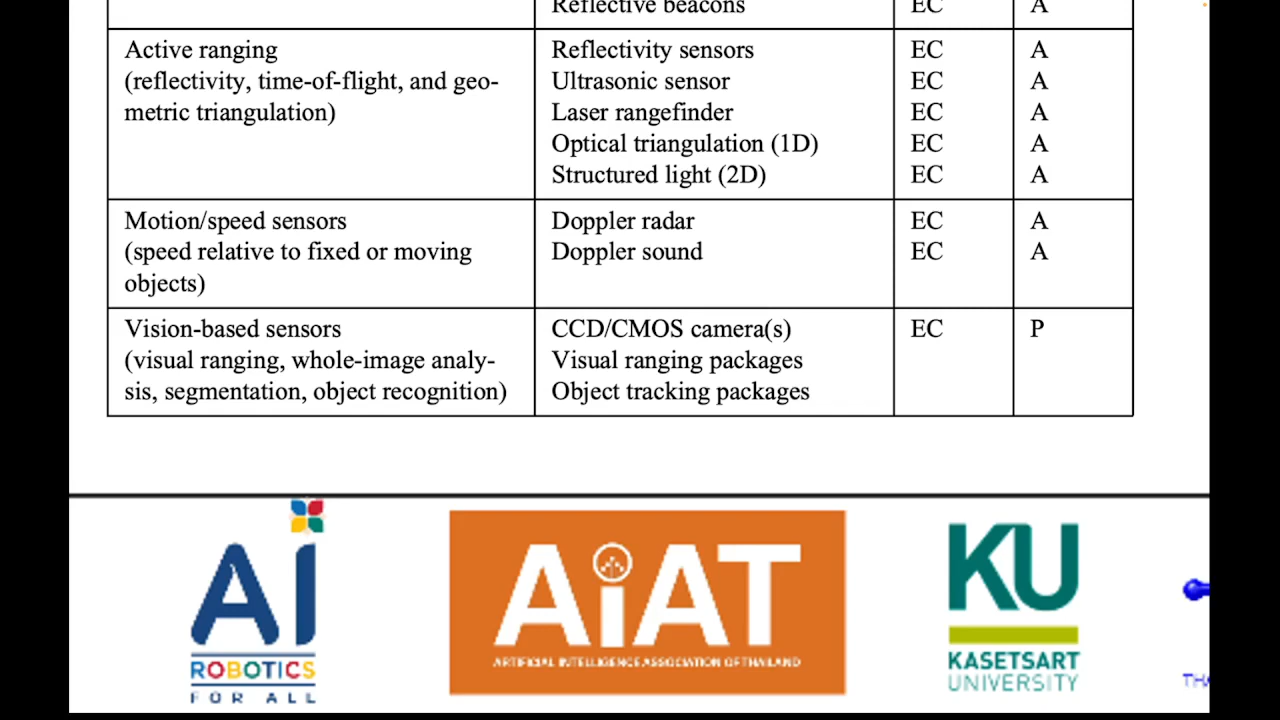 Reflective beacons EC A
Active ranging Reflectivity sensors EC A
(reflectivity, time-of-flight, and geo- Ultrasonic sensor EC A
metric triangulation) Laser rangefinder EC A
Optical triangulation (1D) EC A
Structured light (2D) EC A
Motion/speed sensors Doppler radar EC A
(speed relative to fixed or moving Doppler sound EC A
objects)
Vision-based sensors CCD/CMOS camera(s) EC P
(visual ranging, whole-image analy- Visual ranging packages
sis, segmentation, object recognition) Object tracking packages
AI
ROBOTICS
FOR ALL
AiAT
ARTIFICIAL INTELLIGENCE ASSOCIATION OF THAILAND
KU
KASETSART
UNIVERSITY